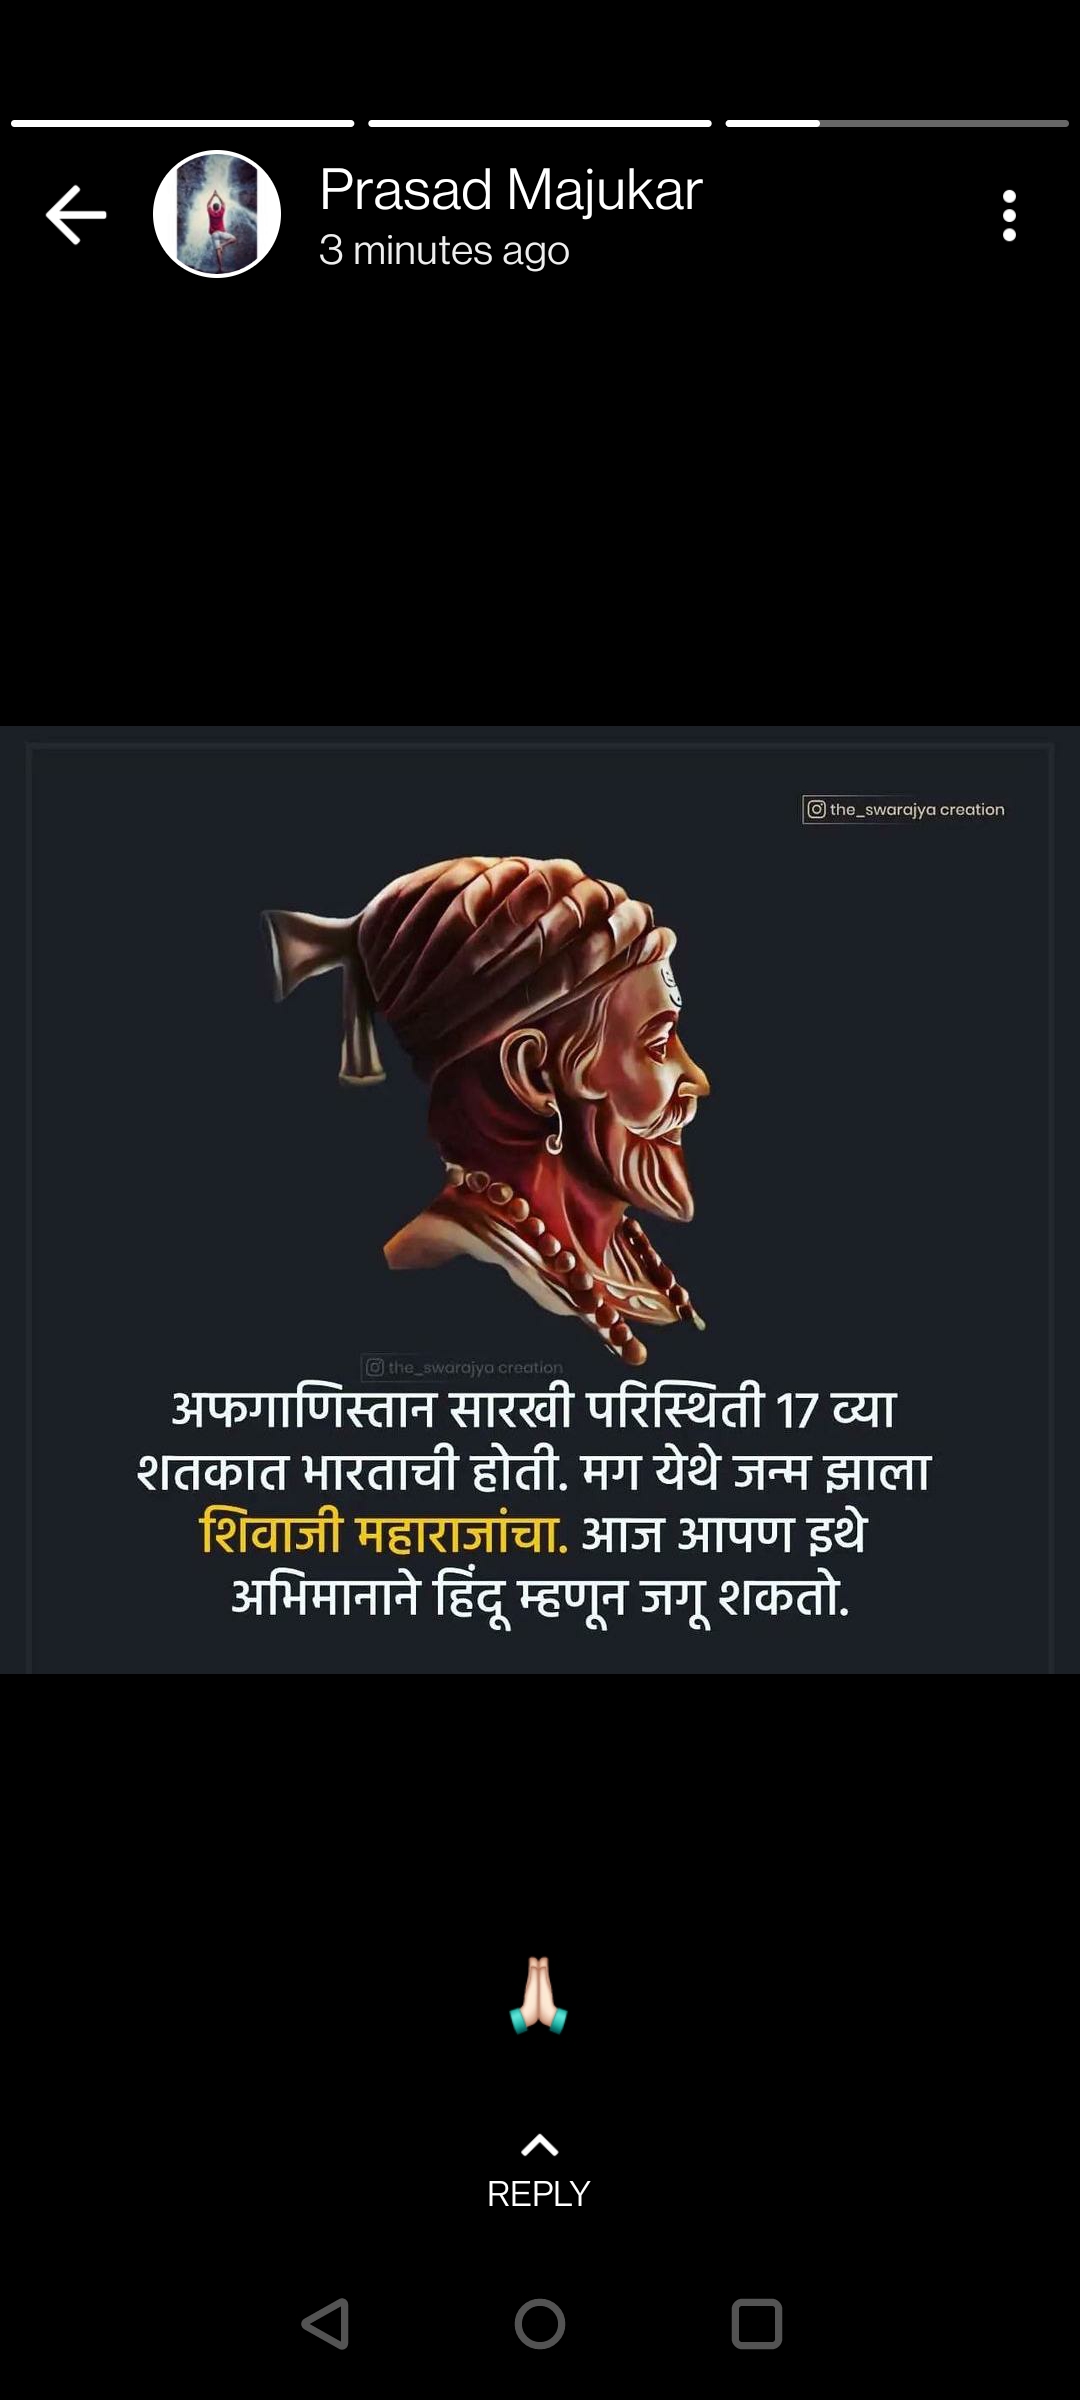 Prasad Majukar
3 minutes ago
the_swarajya creation
the_swarajya creation
अफगाणिस्तान सारखी परिस्थिती 17 व्या
शतकात भारताची होती. मग येथे जन्म झाला
शिवाजी महाराजांचा. आज आपण इथे
अभिमानाने हिंदू म्हणून जगू शकतो.
🙏🏻
REPLY